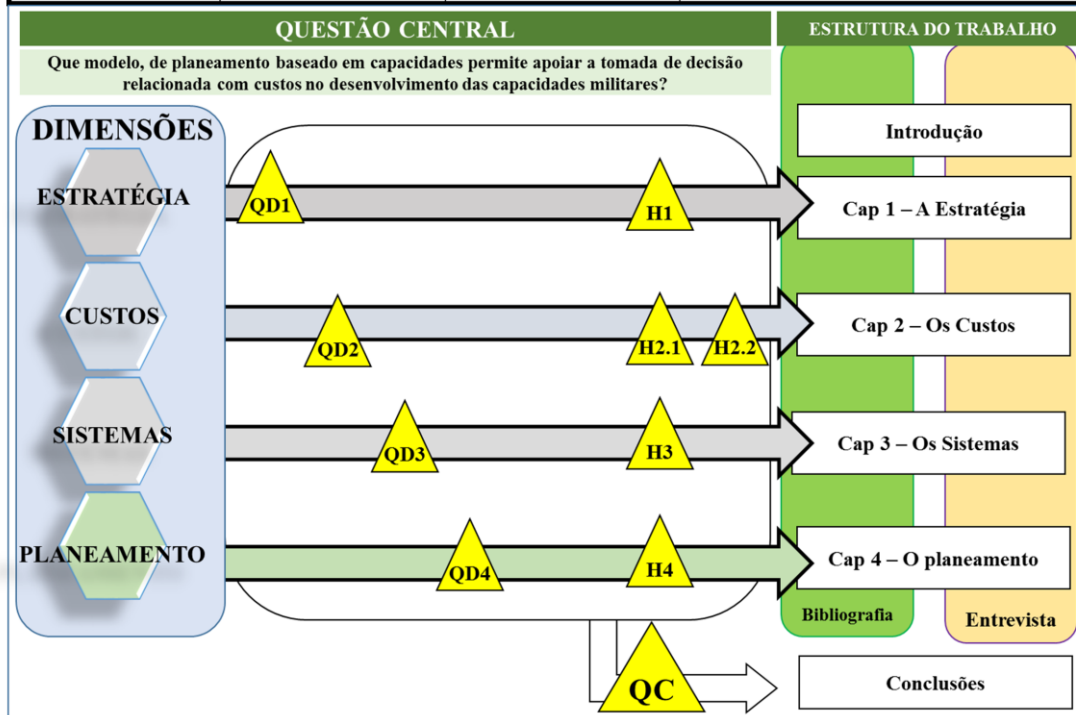 QUESTÃO CENTRAL
ESTRUTURA DO TRABALHO
Que modelo, de planeamento baseado em capacidades permite apoiar a tomada de decisão
relacionada com custos no desenvolvimento das capacidades militares?
DIMENSÕES
Introdução
ESTRATÉGIA
QD1
H1
Cap 1 – A Estratégia
CUSTOS
QD2
H2.1
H2.2
Cap 2 – Os Custos
SISTEMAS
QD3
H3
Cap 3 – Os Sistemas
PLANEAMENTO
QD4
H4
Cap 4 – O planeamento
Bibliografia
Entrevista
QC
Conclusões